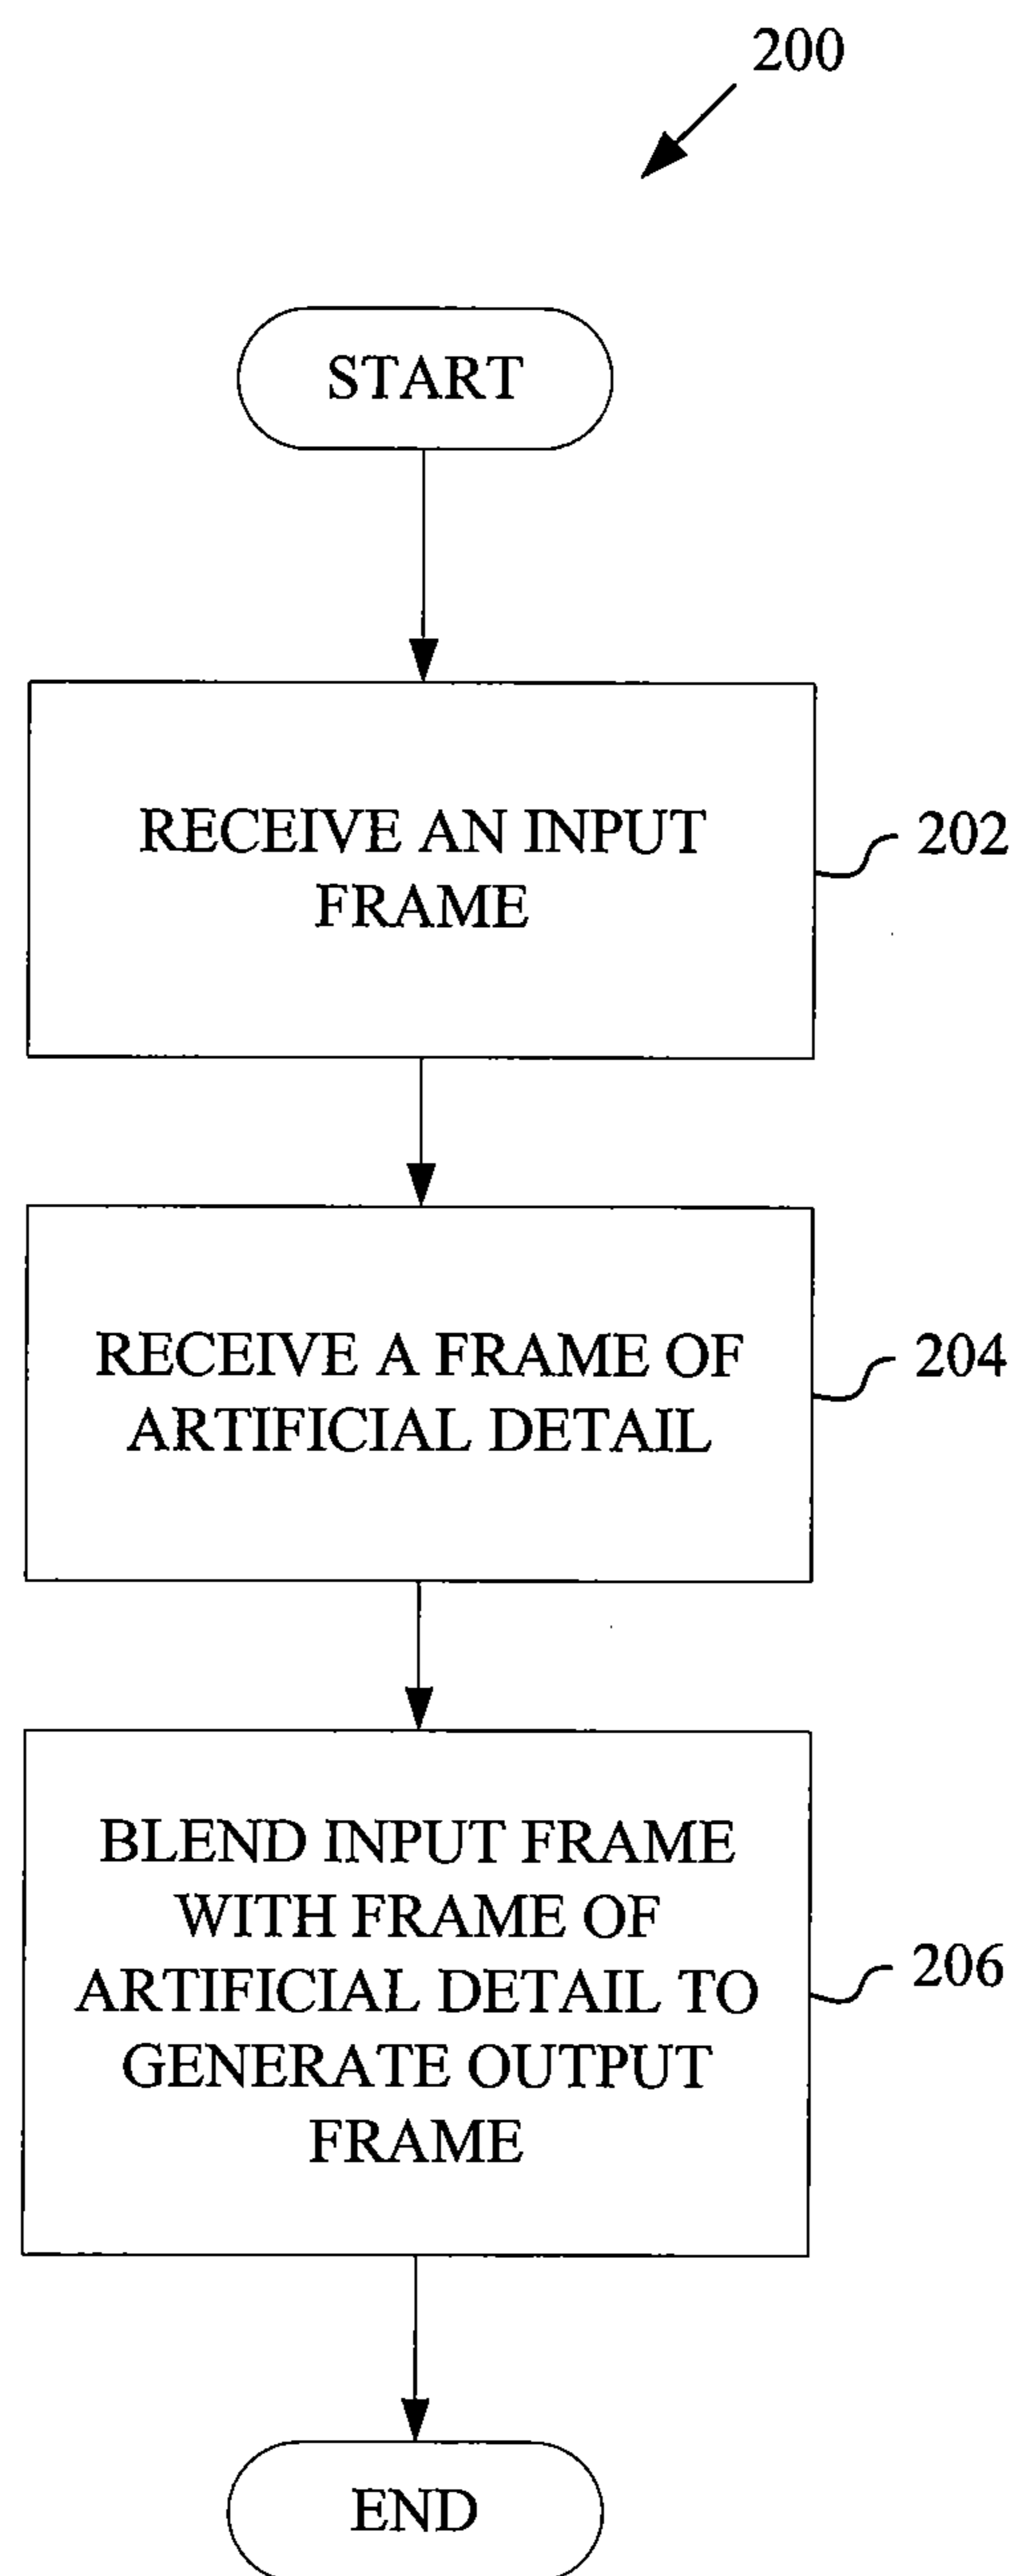 200
START
RECEIVE AN INPUT
FRAME
202
RECEIVE A FRAME OF
ARTIFICIAL DETAIL
204
BLEND INPUT FRAME
WITH FRAME OF
ARTIFICIAL DETAIL TO
GENERATE OUTPUT
FRAME
206
END